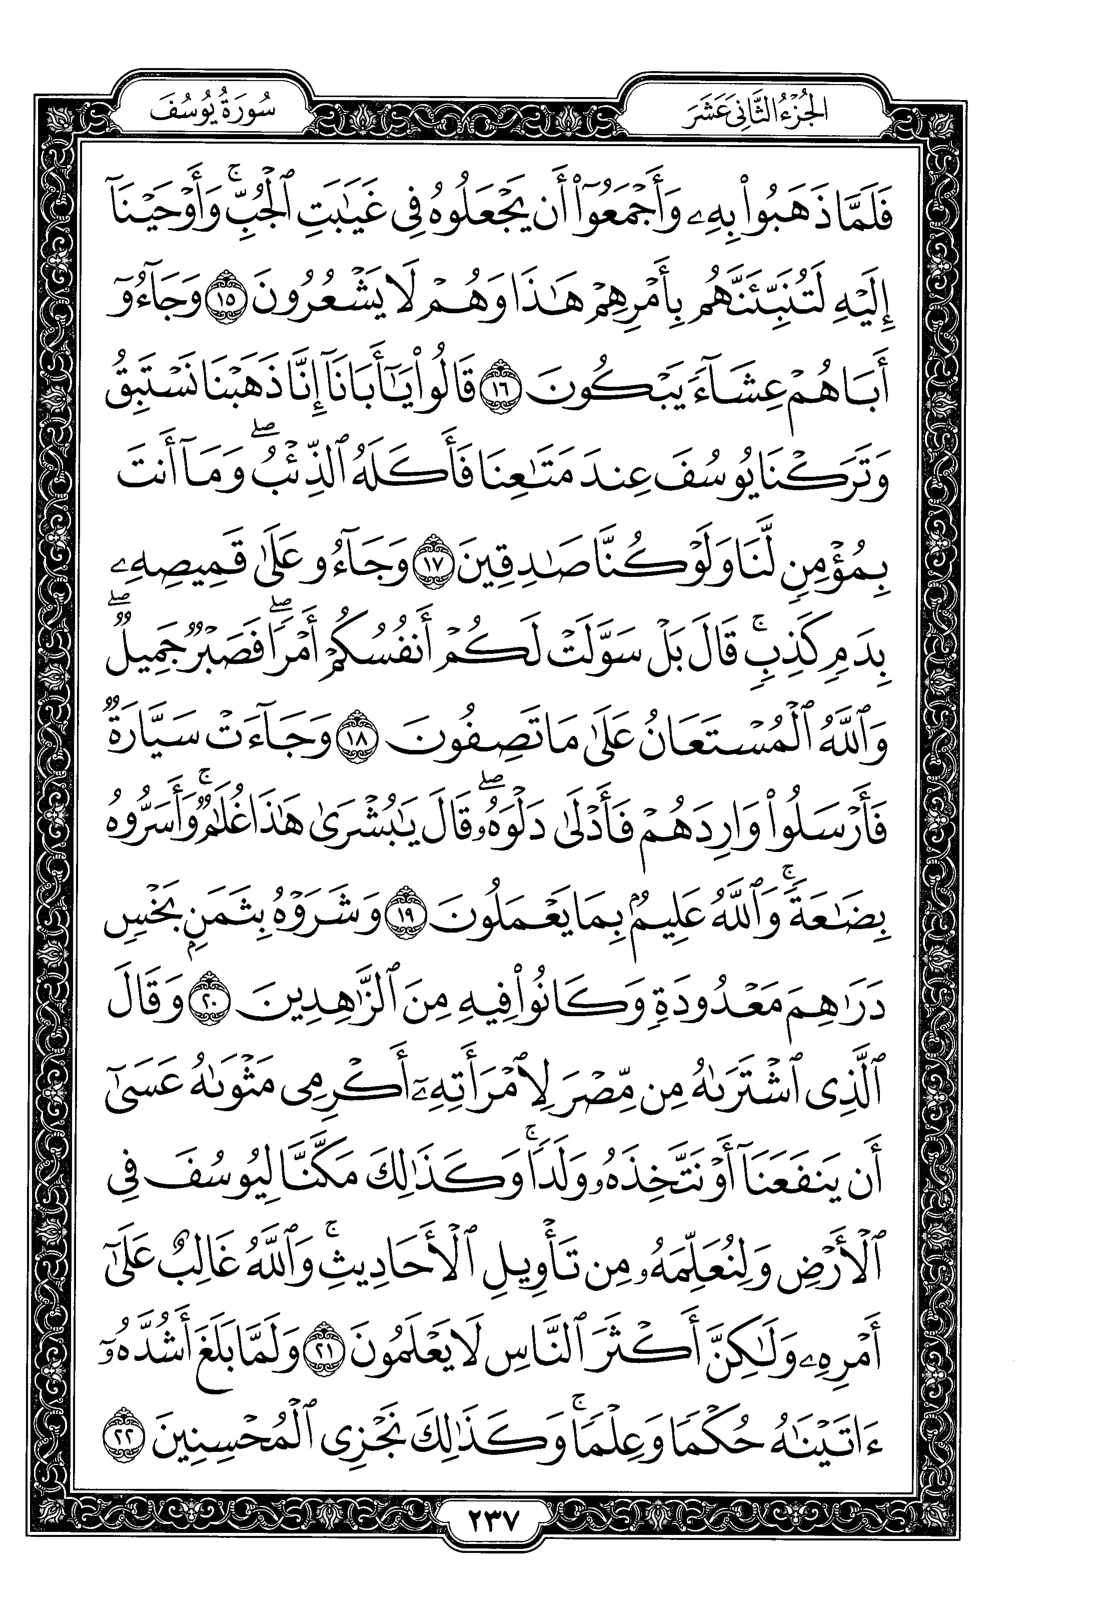 الجُزْءُ الثَّانِي عَشَرَ
سُورَةُ يُوسُفَ
فَلَمَّا ذَهَبُوا۟ بِهِۦ وَأَجْمَعُوٓا۟ أَن يَجْعَلُوهُ فِى غَيَـٰبَتِ ٱلْجُبِّ ۚ وَأَوْحَيْنَآ
إِلَيْهِ لَتُنَبِّئَنَّهُم بِأَمْرِهِمْ هَـٰذَا وَهُمْ لَا يَشْعُرُونَ ١٥ وَجَآءُوٓ
أَبَاهُمْ عِشَآءً يَبْكُونَ ١٦ قَالُوا۟ يَـٰٓأَبَانَآ إِنَّا ذَهَبْنَا نَسْتَبِقُ
وَتَرَكْنَا يُوسُفَ عِندَ مَتَـٰعِنَا فَأَكَلَهُ ٱلذِّئْبُ ۖ وَمَآ أَنتَ
بِمُؤْمِنٍ لَّنَا وَلَوْ كُنَّا صَـٰدِقِينَ ١٧ وَجَآءُو عَلَىٰ قَمِيصِهِۦ
بِدَمٍ كَذِبٍ ۚ قَالَ بَلْ سَوَّلَتْ لَكُمْ أَنفُسُكُمْ أَمْرًا ۖ فَصَبْرٌ جَمِيلٌ ۖ
وَٱللَّهُ ٱلْمُسْتَعَانُ عَلَىٰ مَا تَصِفُونَ ١٨ وَجَآءَتْ سَيَّارَةٌ
فَأَرْسَلُوا۟ وَارِدَهُمْ فَأَدْلَىٰ دَلْوَهُۥ ۖ قَالَ يَـٰبُشْرَىٰ هَـٰذَا غُلَـٰمٌ ۚ وَأَسَرُّوهُ
بِضَـٰعَةً ۚ وَٱللَّهُ عَلِيمٌۢ بِمَا يَعْمَلُونَ ١٩ وَشَرَوْهُ بِثَمَنٍۭ بَخْسٍ
دَرَٰهِمَ مَعْدُودَةٍ وَكَانُوا۟ فِيهِ مِنَ ٱلزَّٰهِدِينَ ٢٠ وَقَالَ
ٱلَّذِى ٱشْتَرَىٰهُ مِن مِّصْرَ لِٱمْرَأَتِهِۦٓ أَكْرِمِى مَثْوَىٰهُ عَسَىٰٓ
أَن يَنفَعَنَآ أَوْ نَتَّخِذَهُۥ وَلَدًا ۚ وَكَذَٰلِكَ مَكَّنَّا لِيُوسُفَ فِى
ٱلْأَرْضِ وَلِنُعَلِّمَهُۥ مِن تَأْوِيلِ ٱلْأَحَادِيثِ ۚ وَٱللَّهُ غَالِبٌ عَلَىٰٓ
أَمْرِهِۦ وَلَـٰكِنَّ أَكْثَرَ ٱلنَّاسِ لَا يَعْلَمُونَ ٢١ وَلَمَّا بَلَغَ أَشُدَّهُۥٓ
ءَاتَيْنَـٰهُ حُكْمًا وَعِلْمًا ۚ وَكَذَٰلِكَ نَجْزِى ٱلْمُحْسِنِينَ ٢٢
٢٣٧